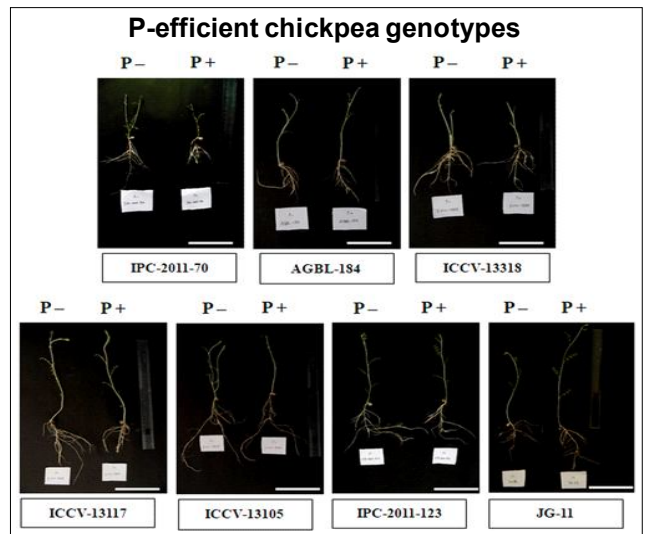 P-efficient chickpea genotypes
P– P+ P– P+ P– P+
IPC-2011-70 AGBL-184 ICCV-13318
P– P+ P– P+ P– P+ P– P+
ICCV-13117 ICCV-13105 IPC-2011-123 JG-11